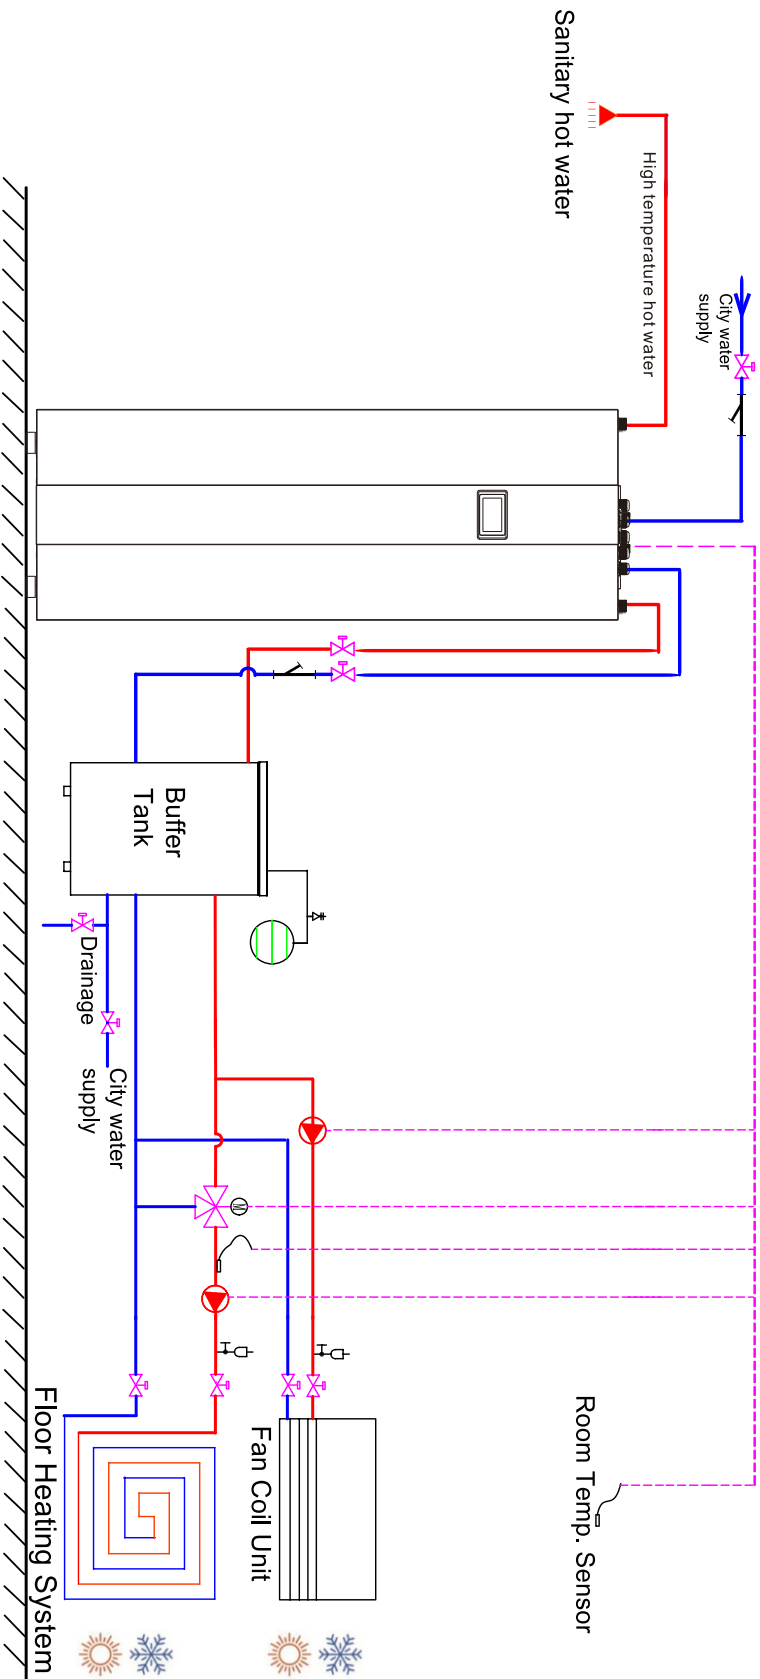 Sanitary hot water
High temperature hot water
City water
supply
Buffer
Tank
Drainage
City water
supply
M
Room Temp. Sensor
Fan Coil Unit
Floor Heating System